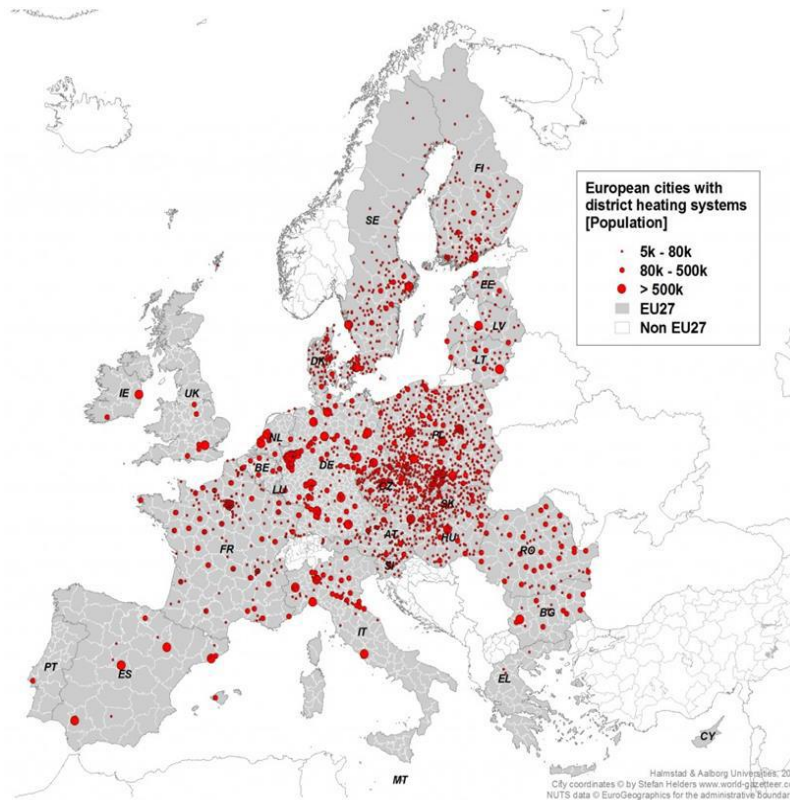 FI
SE
European cities with
district heating systems
[Population]
5k - 80k
80k - 500k
> 500k
EU27
Non EU27
EE
LV
LT
DK
IE
UK
NL
PL
BE
DE
LU
CZ
SK
AT
HU
FR
SI
RO
BG
IT
PT
ES
EL
CY
MT
Halmstad & Aalborg Universities, 20
City coordinates © by Stefan Helders www.world-gazetteer.co
NUTS data © EuroGeographics for the administrative boundar